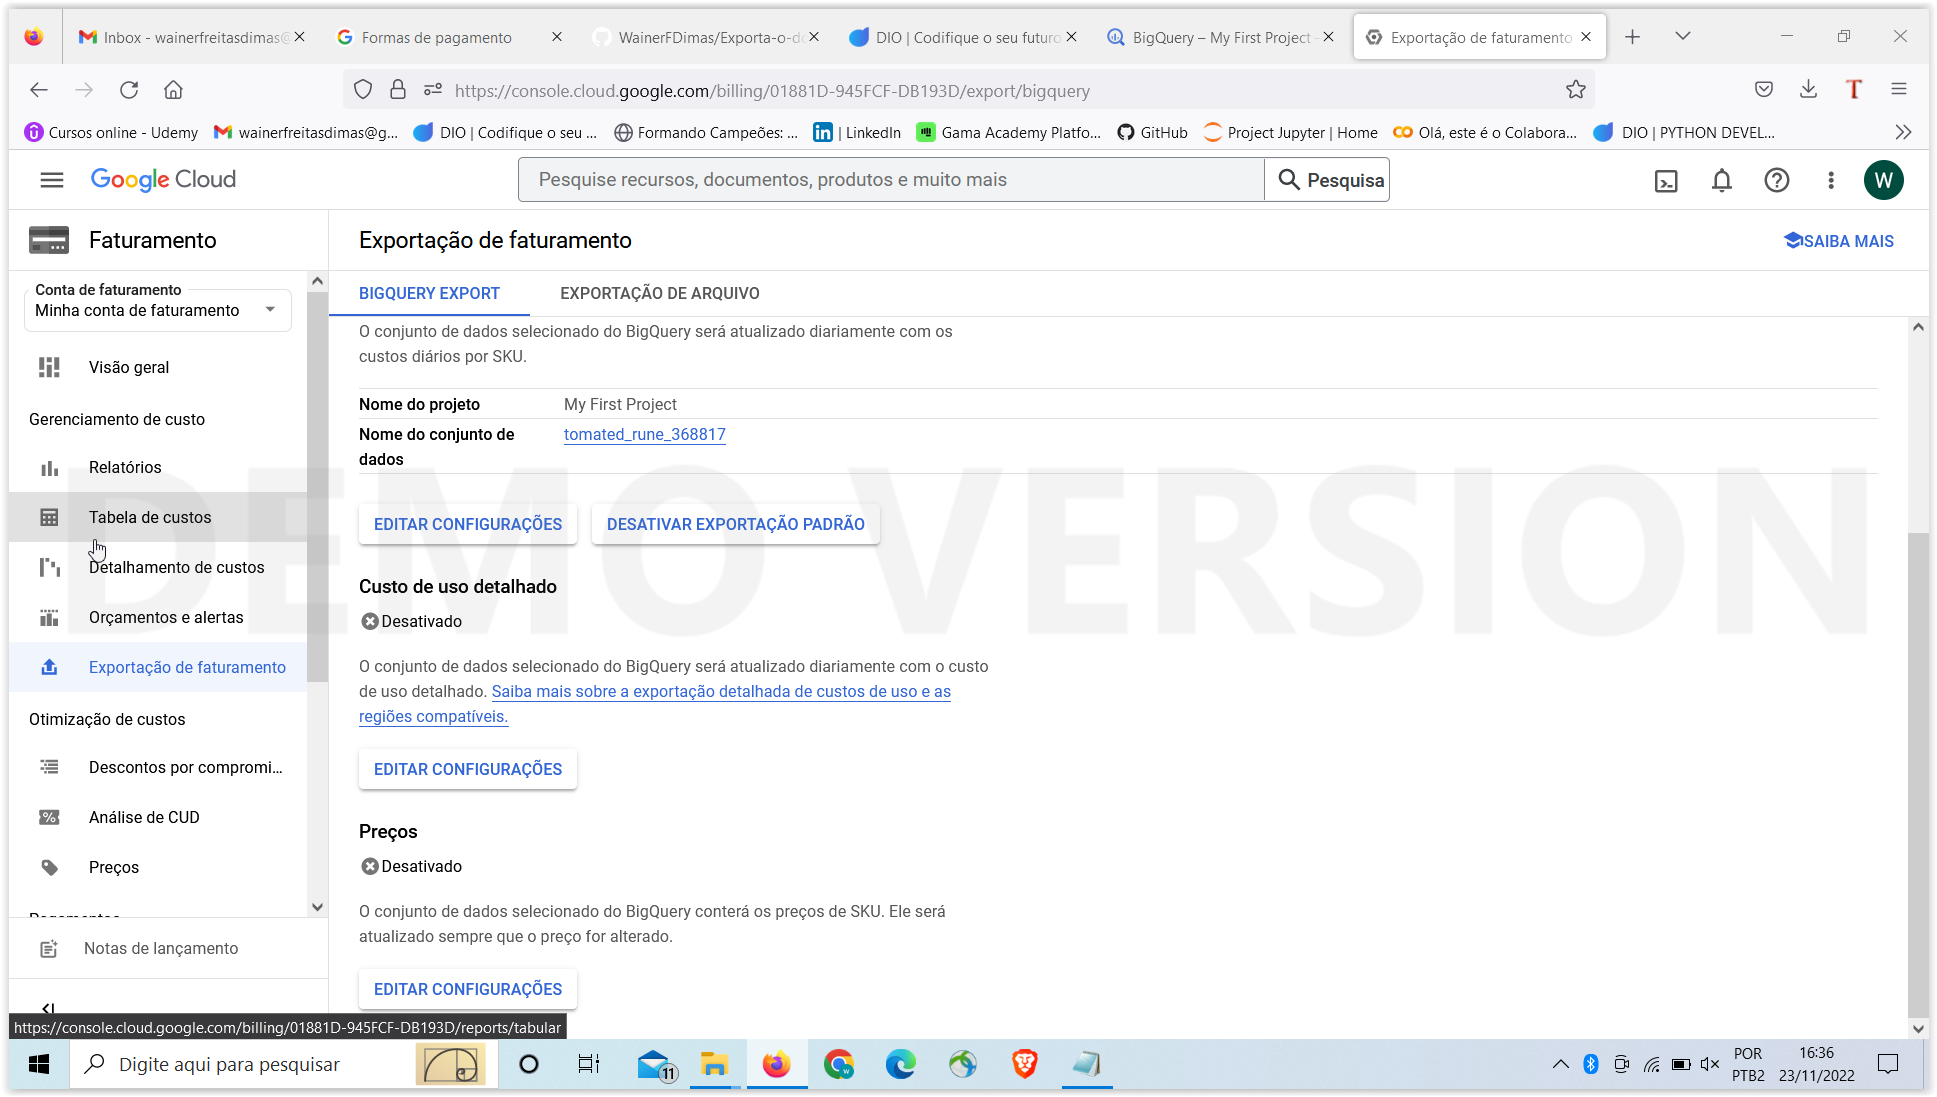 Inbox - wainerfreitasdimas@
Formas de pagamento
WainerFDimas/Exporta-o-do
DIO | Codifique o seu futuro
BigQuery – My First Project -
Exportação de faturamento
https://console.cloud.google.com/billing/01881D-945FCF-DB193D/export/bigquery
T
Cursos online - Udemy
wainerfreitasdimas@g...
DIO | Codifique o seu ...
Formando Campeões: ...
| LinkedIn
Gama Academy Platfo...
GitHub
Project Jupyter | Home
Olá, este é o Colabora...
DIO | PYTHON DEVEL...
Google Cloud
Pesquise recursos, documentos, produtos e muito mais
Pesquisa
W
Faturamento
Exportação de faturamento
SAIBA MAIS
Conta de faturamento
Minha conta de faturamento
BIGQUERY EXPORT
EXPORTAÇÃO DE ARQUIVO
Visão geral
Gerenciamento de custo
Relatórios
Tabela de custos
Detalhamento de custos
Orçamentos e alertas
Exportação de faturamento
Otimização de custos
Descontos por compromi...
Análise de CUD
Preços
Pagamentos
Notas de lançamento
O conjunto de dados selecionado do BigQuery será atualizado diariamente com os
custos diários por SKU.
Nome do projeto
My First Project
Nome do conjunto de
dados
tomated_rune_368817
EDITAR CONFIGURAÇÕES
DESATIVAR EXPORTAÇÃO PADRÃO
DEMO VERSION
Custo de uso detalhado
Desativado
O conjunto de dados selecionado do BigQuery será atualizado diariamente com o custo
de uso detalhado. Saiba mais sobre a exportação detalhada de custos de uso e as
regiões compatíveis.
EDITAR CONFIGURAÇÕES
Preços
Desativado
O conjunto de dados selecionado do BigQuery conterá os preços de SKU. Ele será
atualizado sempre que o preço for alterado.
EDITAR CONFIGURAÇÕES
https://console.cloud.google.com/billing/01881D-945FCF-DB193D/reports/tabular
Digite aqui para pesquisar
11
W
POR
PTB2
16:36
23/11/2022